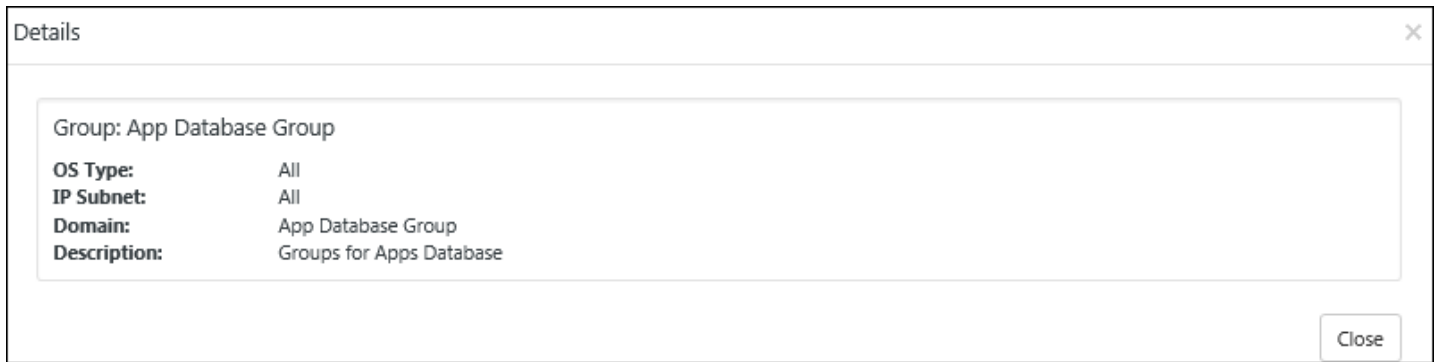 Details
Group: App Database Group
OS Type: All
IP Subnet: All
Domain: App Database Group
Description: Groups for Apps Database
Close